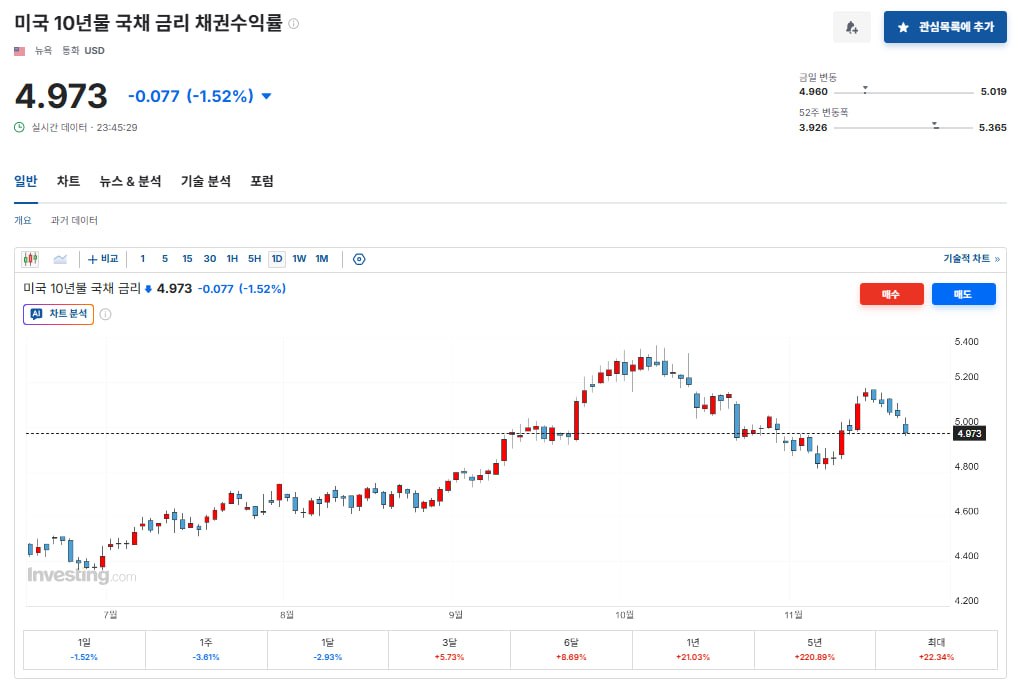 미국 10년물 국채 금리 채권수익률
관심목록에 추가
뉴욕 통화 USD
4.973 -0.077 (-1.52%)
실시간 데이터 · 23:45:29
금일 변동
4.960 5.019
52주 변동폭
3.926 5.365
일반 차트 뉴스 & 분석 기술 분석 포럼
개요 과거 데이터
+ 비교 1 5 15 30 1H 5H 1D 1W 1M
기술적 차트 »
미국 10년물 국채 금리 4.973 -0.077 (-1.52%)
매수 매도
AI 차트 분석
5.400
5.200
5.000
4.973
4.800
4.600
4.400
4.200
Investing.com
7월 8월 9월 10월 11월
1일 1주 1달 3달 6달 1년 5년 최대
-1.52% -3.61% -2.93% +5.73% +8.69% +21.03% +220.89% +22.34%